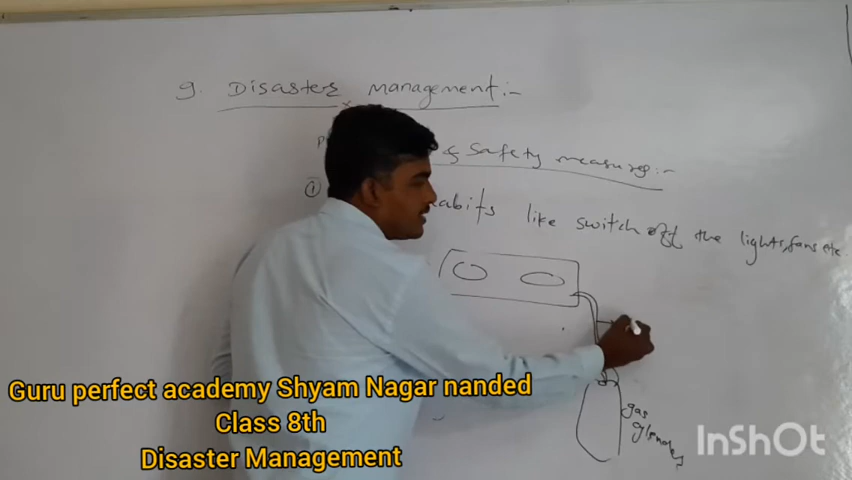 9. Disaster management :-
& Safety measures :-
① habits like switch off the lights, fans etc.
gas
Guru perfect academy Shyam Nagar nanded
Class 8th
Disaster Management
InShOt